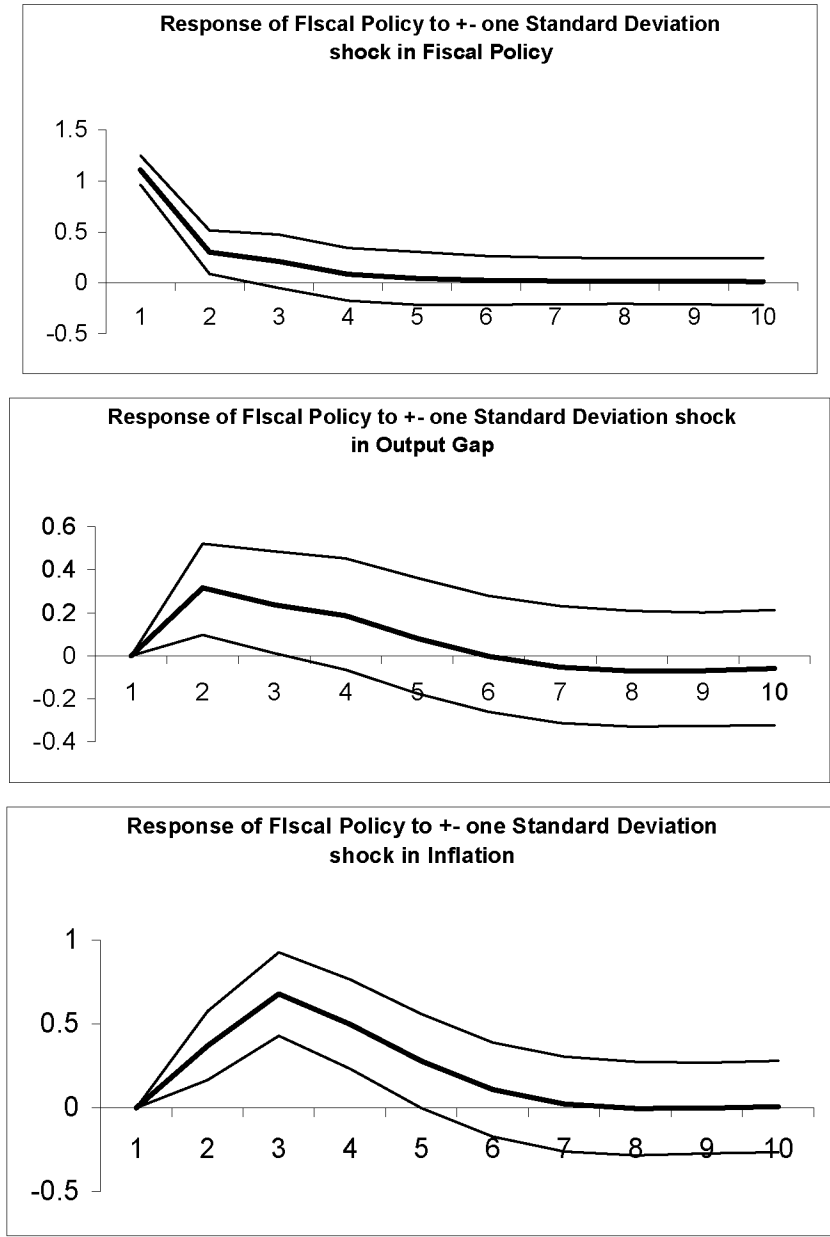 Response of FIscal Policy to +- one Standard Deviation
shock in Fiscal Policy
1.5
1
0.5
0
-0.5
1 2 3 4 5 6 7 8 9 10
Response of FIscal Policy to +- one Standard Deviation shock
in Output Gap
0.6
0.4
0.2
0
-0.2
-0.4
1 2 3 4 5 6 7 8 9 10
Response of FIscal Policy to +- one Standard Deviation
shock in Inflation
1
0.5
0
-0.5
1 2 3 4 5 6 7 8 9 10